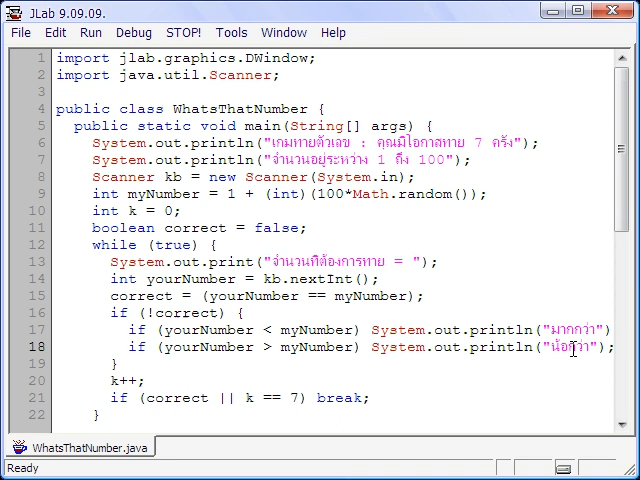 JLab 9.09.09.
File Edit Run Debug STOP! Tools Window Help
1 import jlab.graphics.DWindow;
2 import java.util.Scanner;
3
4 public class WhatsThatNumber {
5 public static void main(String[] args) {
6 System.out.println("เกมทายตัวเลข : คุณมีโอกาสทาย 7 ครั้ง");
7 System.out.println("จำนวนอยู่ระหว่าง 1 ถึง 100");
8 Scanner kb = new Scanner(System.in);
9 int myNumber = 1 + (int)(100*Math.random());
10 int k = 0;
11 boolean correct = false;
12 while (true) {
13 System.out.print("จำนวนที่ต้องการทาย = ");
14 int yourNumber = kb.nextInt();
15 correct = (yourNumber == myNumber);
16 if (!correct) {
17 if (yourNumber < myNumber) System.out.println("มากกว่า")
18 if (yourNumber > myNumber) System.out.println("น้อกว่า");
19 }
20 k++;
21 if (correct || k == 7) break;
22 }
WhatsThatNumber.java
Ready